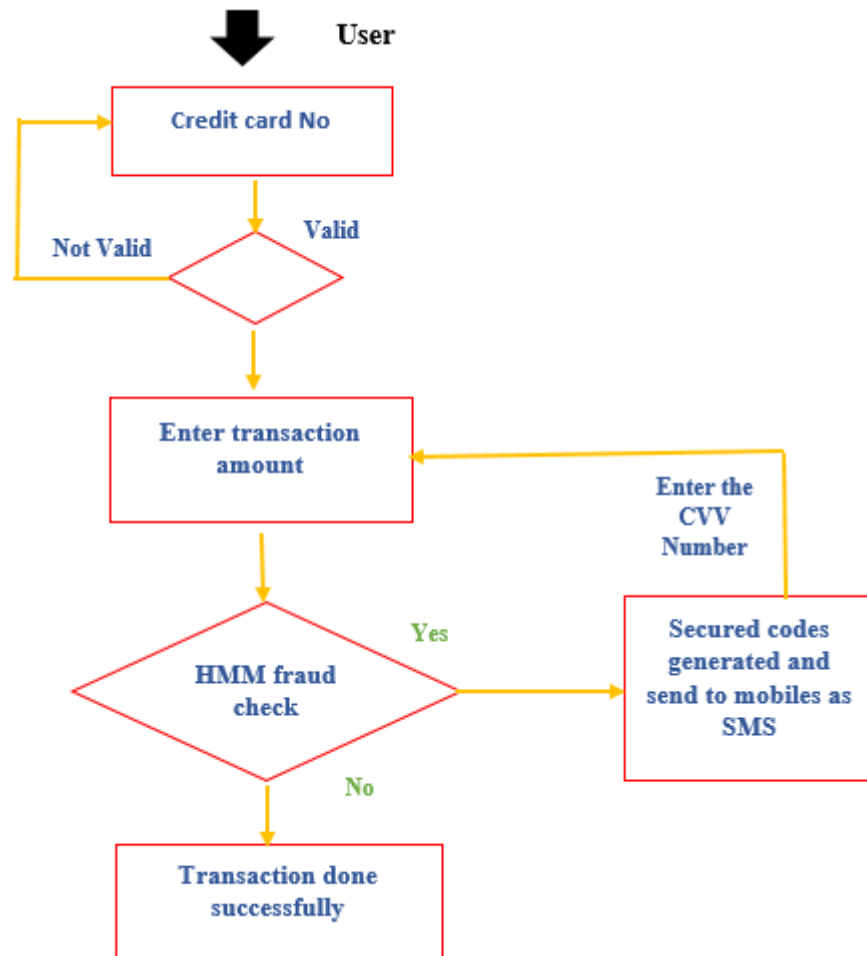 User
Credit card No
Valid
Not Valid
Enter transaction
amount
Enter the
CVV
Number
Yes
HMM fraud
check
Secured codes
generated and
send to mobiles as
SMS
No
Transaction done
successfully